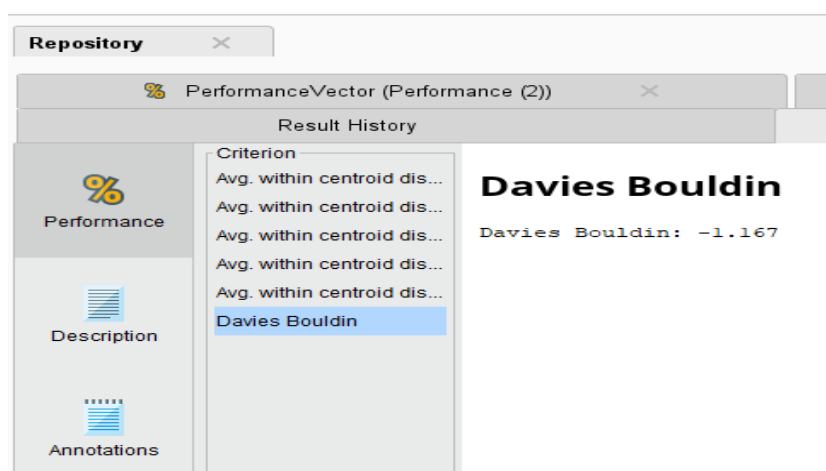 Repository
PerformanceVector (Performance (2))
Result History
Performance
Description
Annotations
Criterion
Avg. within centroid dis...
Avg. within centroid dis...
Avg. within centroid dis...
Avg. within centroid dis...
Avg. within centroid dis...
Davies Bouldin
Davies Bouldin
Davies Bouldin: -1.167